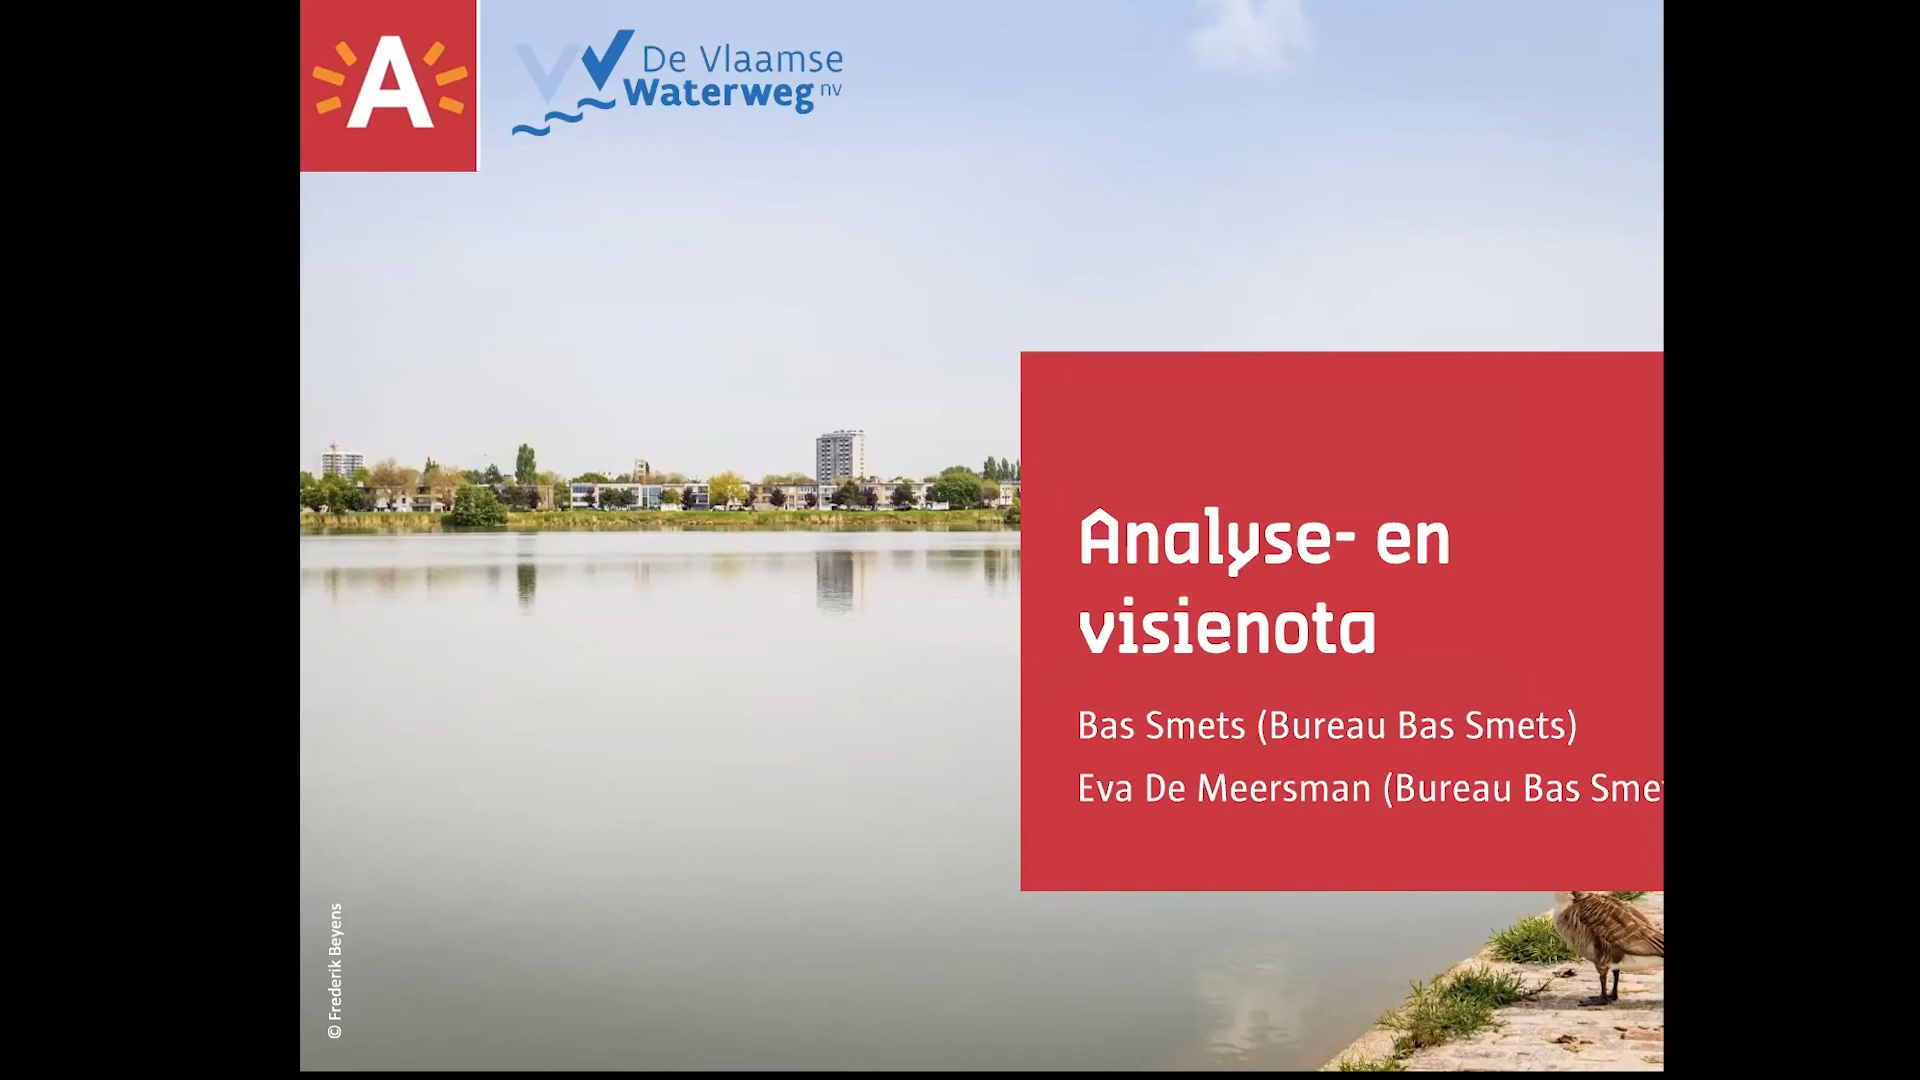 A
De Vlaamse
Waterweg nv
Analyse- en
visienota
Bas Smets (Bureau Bas Smets)
Eva De Meersman (Bureau Bas Sme
© Frederik Beyens